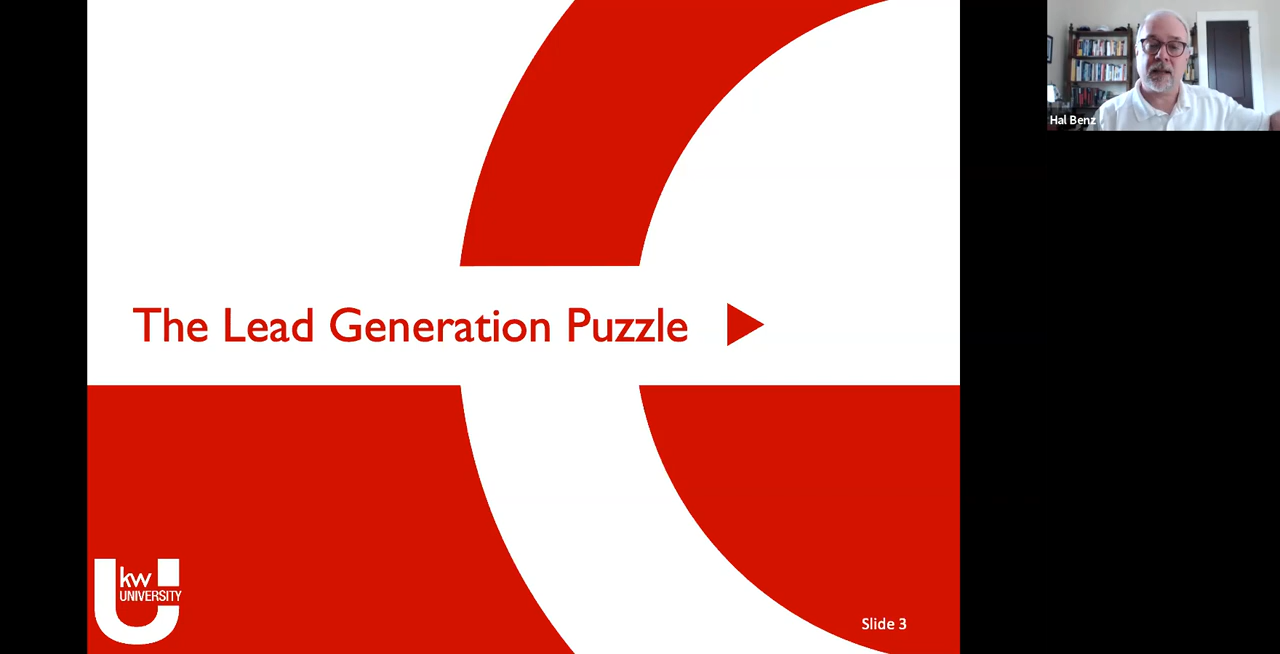 The Lead Generation Puzzle
kw
UNIVERSITY
Slide 3
Hal Benz